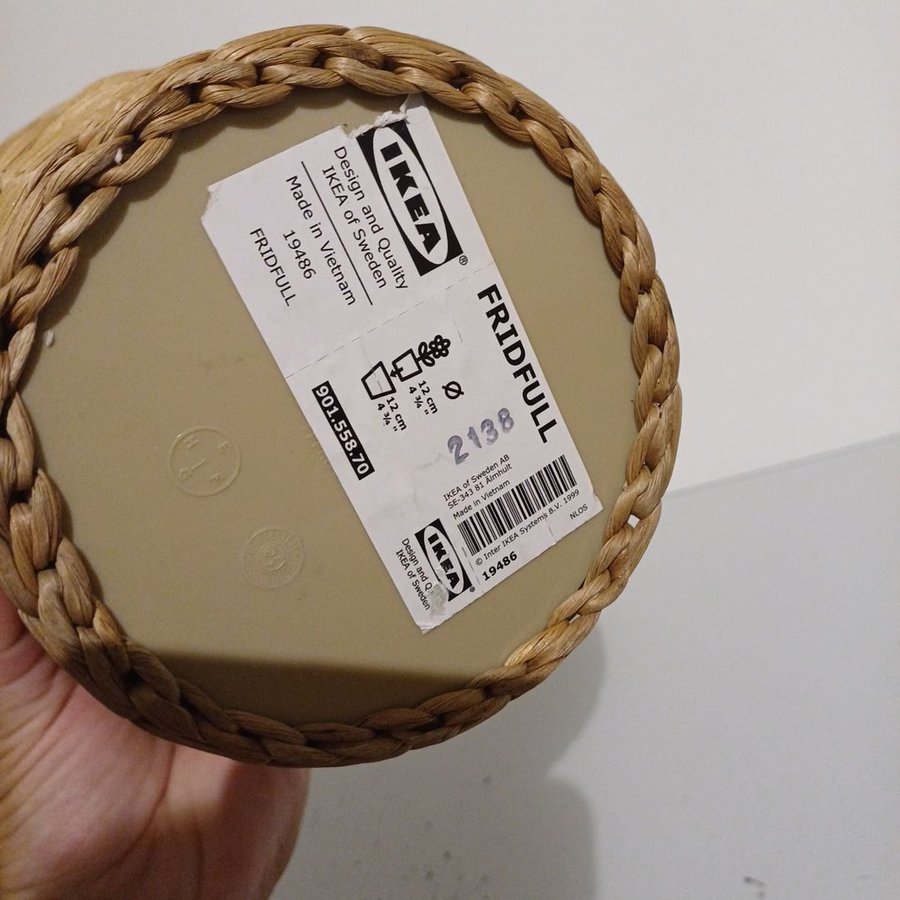 IKEA®
Design and Quality
IKEA of Sweden
Made in Vietnam
19486
FRIDFULL
FRIDFULL
Ø
12 cm
4 ¾ "
12 cm
4 ¾ "
901.558.70
2138
IKEA of Sweden AB
SE-343 81 Älmhult
Made in Vietnam
© Inter IKEA Systems B.V. 1999
19486
NLOS
IKEA®
Design and
IKEA of Sweden